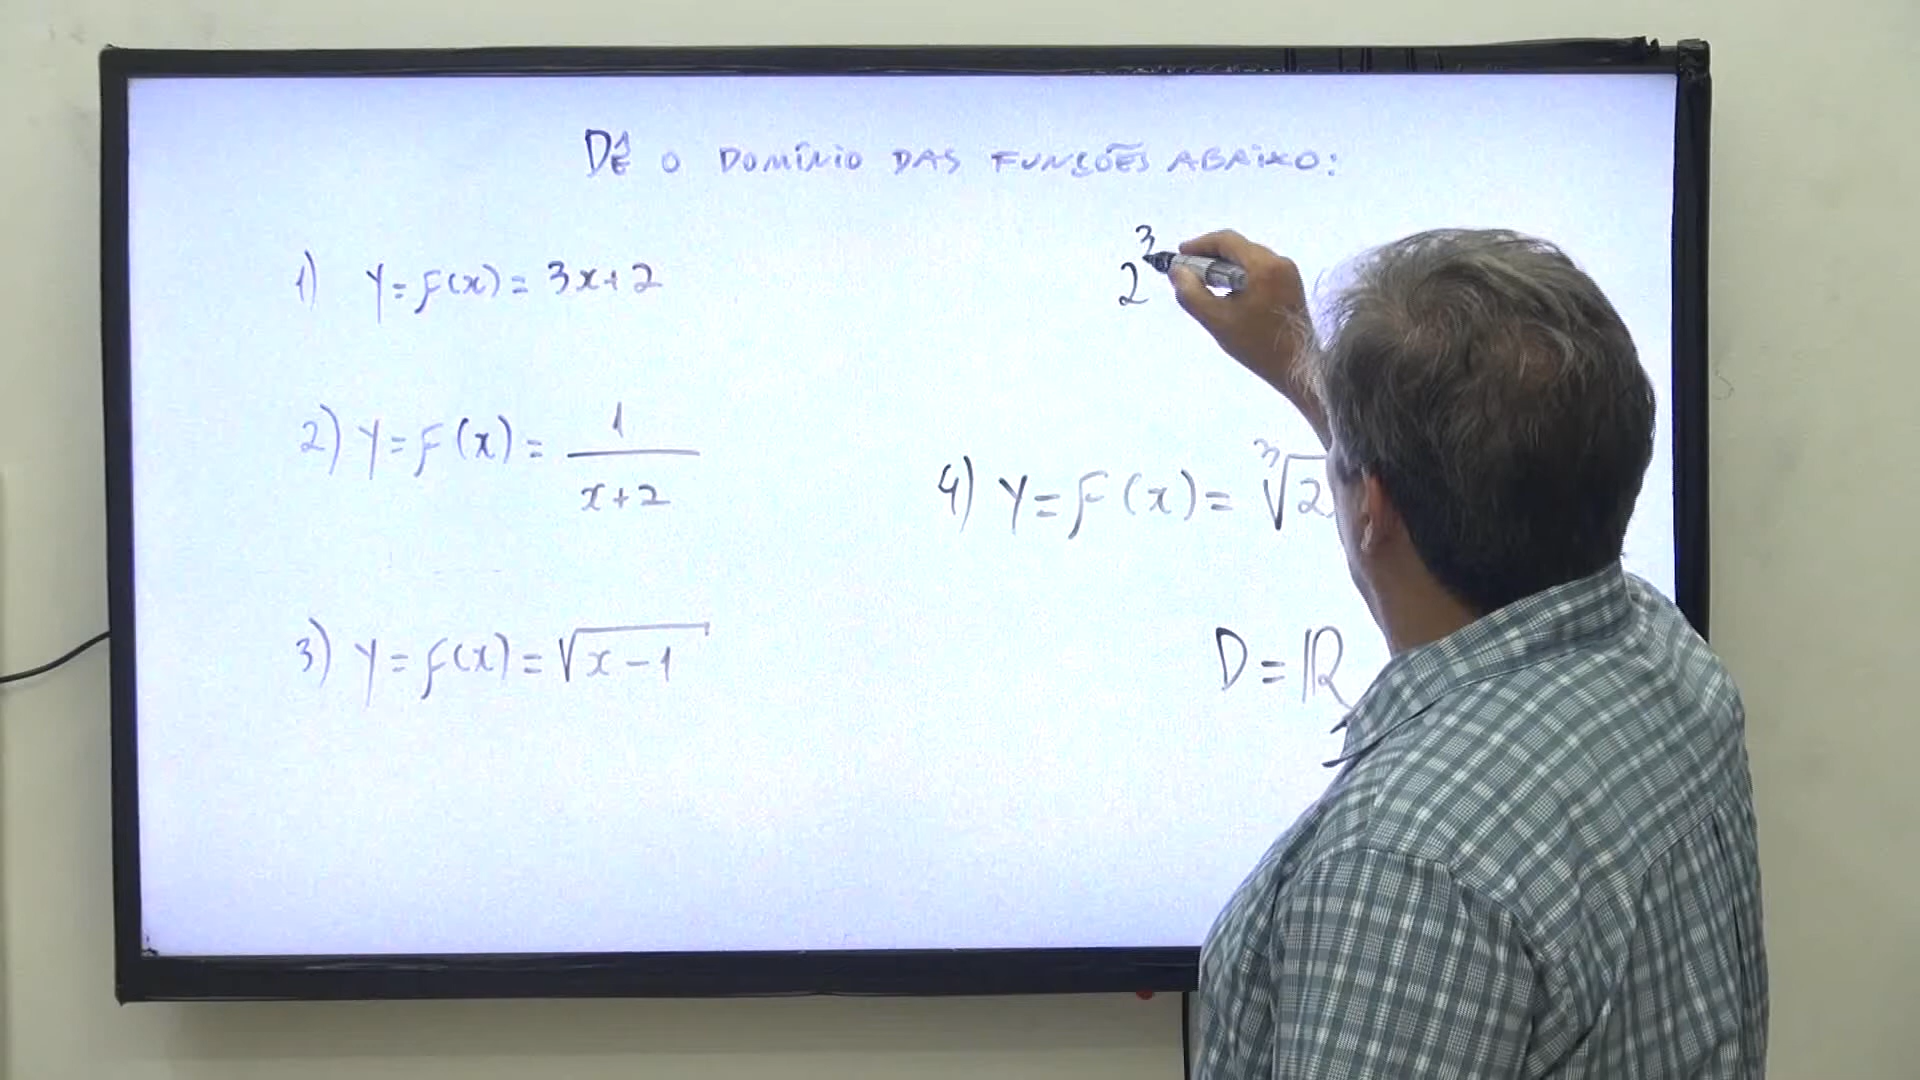 DÊ O DOMÍNIO DAS FUNÇÕES ABAIXO:
1) Y = F(x) = 3x + 2
2³
2) Y = F(x) = 1/(x+2)
4) Y = F(x) = ∛2
3) Y = F(x) = √(x-1)
D = ℝ